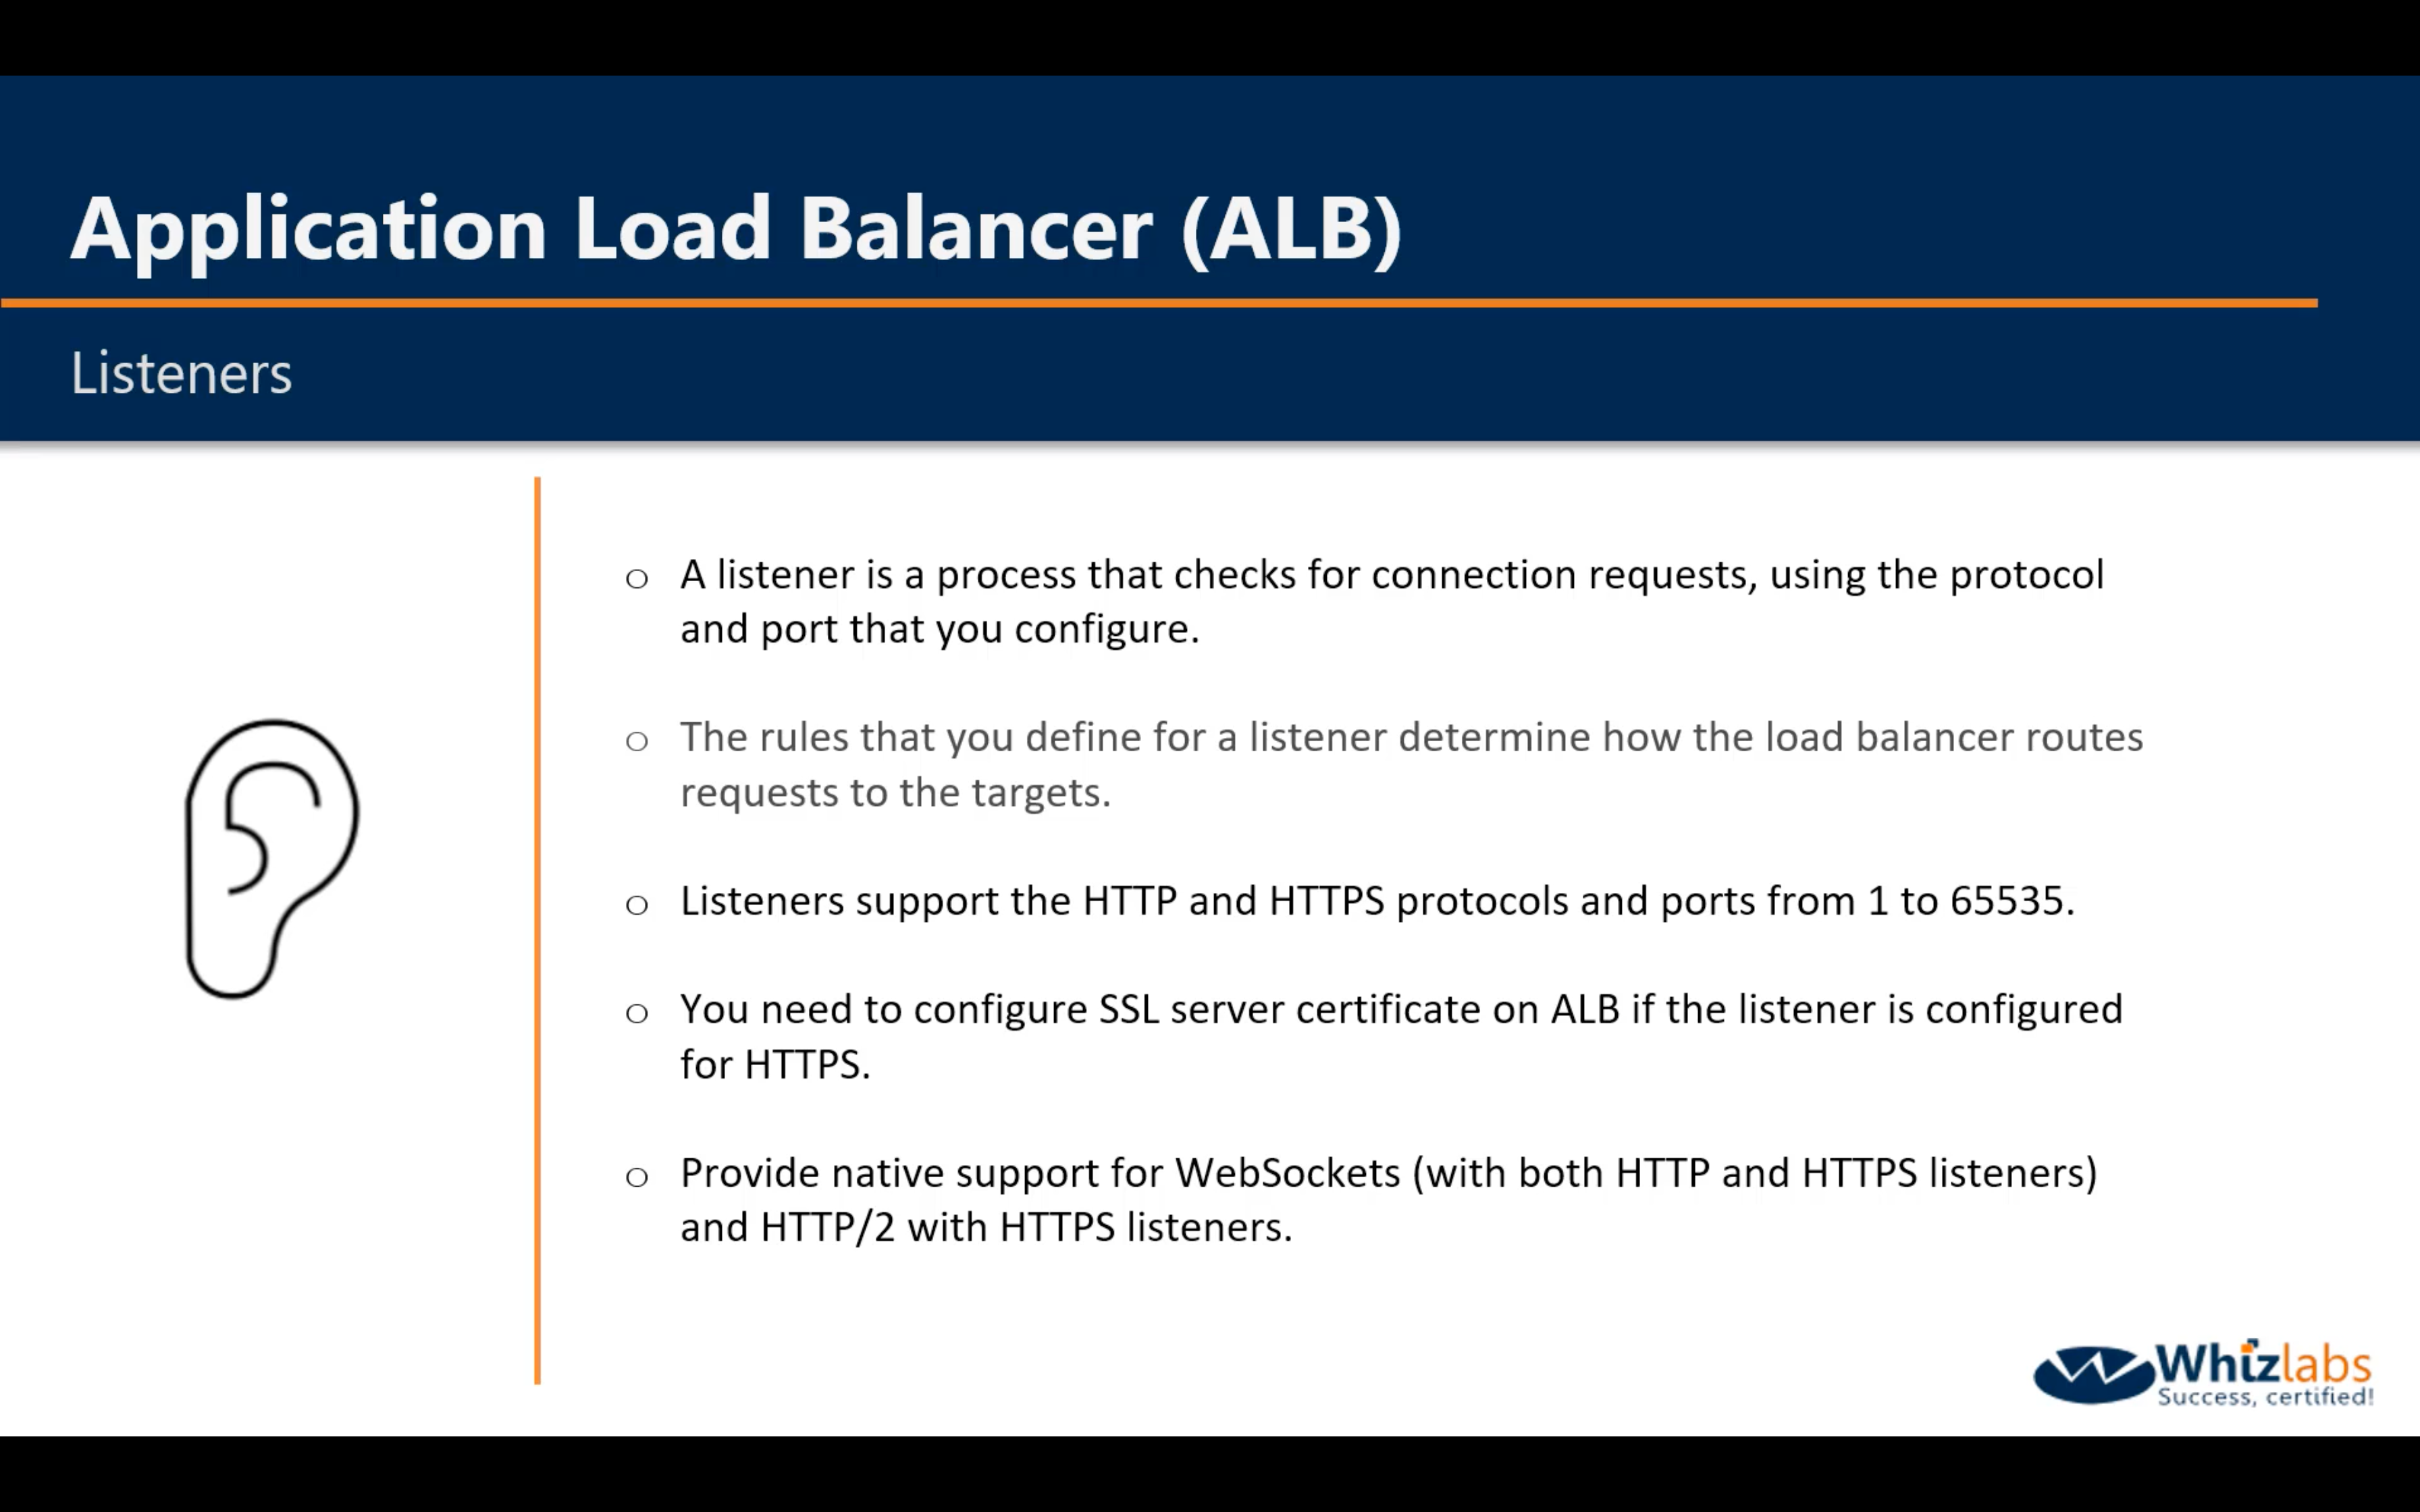 Application Load Balancer (ALB)
Listeners
o A listener is a process that checks for connection requests, using the protocol
and port that you configure.
o The rules that you define for a listener determine how the load balancer routes
requests to the targets.
o Listeners support the HTTP and HTTPS protocols and ports from 1 to 65535.
o You need to configure SSL server certificate on ALB if the listener is configured
for HTTPS.
o Provide native support for WebSockets (with both HTTP and HTTPS listeners)
and HTTP/2 with HTTPS listeners.
Whizlabs
Success, certified!